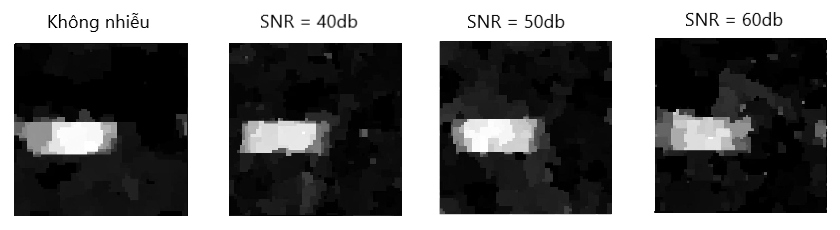 Không nhiễu
SNR = 40db
SNR = 50db
SNR = 60db